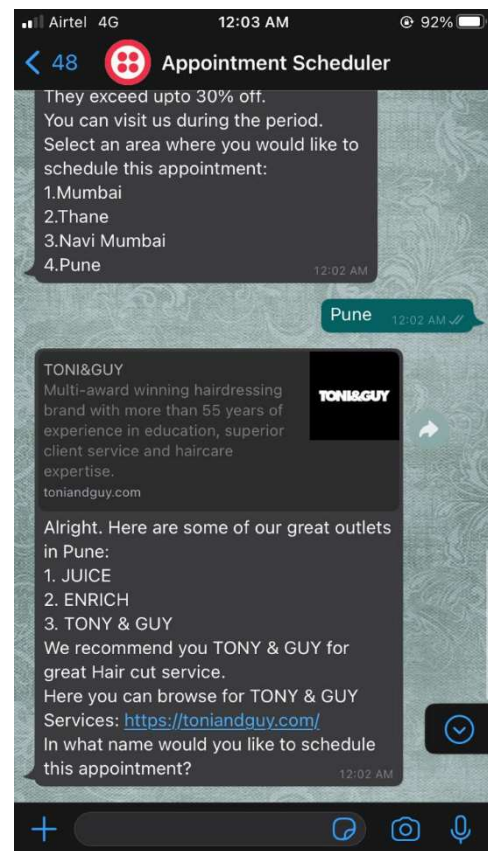 Airtel 4G 12:03 AM 92%
48 Appointment Scheduler
They exceed upto 30% off.
You can visit us during the period.
Select an area where you would like to
schedule this appointment:
1.Mumbai
2.Thane
3.Navi Mumbai
4.Pune
12:02 AM
Pune 12:02 AM
TONI&GUY
Multi-award winning hairdressing
brand with more than 55 years of
experience in education, superior
client service and haircare
expertise.
toniandguy.com
TONI&GUY
Alright. Here are some of our great outlets
in Pune:
1. JUICE
2. ENRICH
3. TONY & GUY
We recommend you TONY & GUY for
great Hair cut service.
Here you can browse for TONY & GUY
Services: https://toniandguy.com/
In what name would you like to schedule
this appointment?
12:02 AM